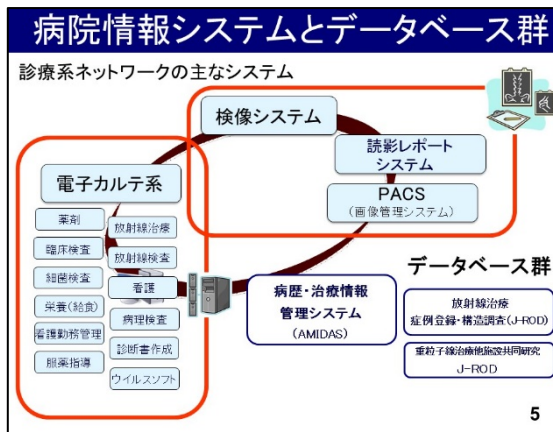 病院情報システムとデータベース群
診療系ネットワークの主なシステム
検像システム
読影レポート
システム
PACS
(画像管理システム)
電子カルテ系
薬剤
臨床検査
細菌検査
栄養(給食)
看護勤務管理
服薬指導
放射線治療
放射線検査
看護
病理検査
診断書作成
ウイルスソフト
病歴・治療情報
管理システム
(AMIDAS)
データベース群
放射線治療
症例登録・構造調査(J-ROD)
重粒子線治療他施設共同研究
J-ROD
5